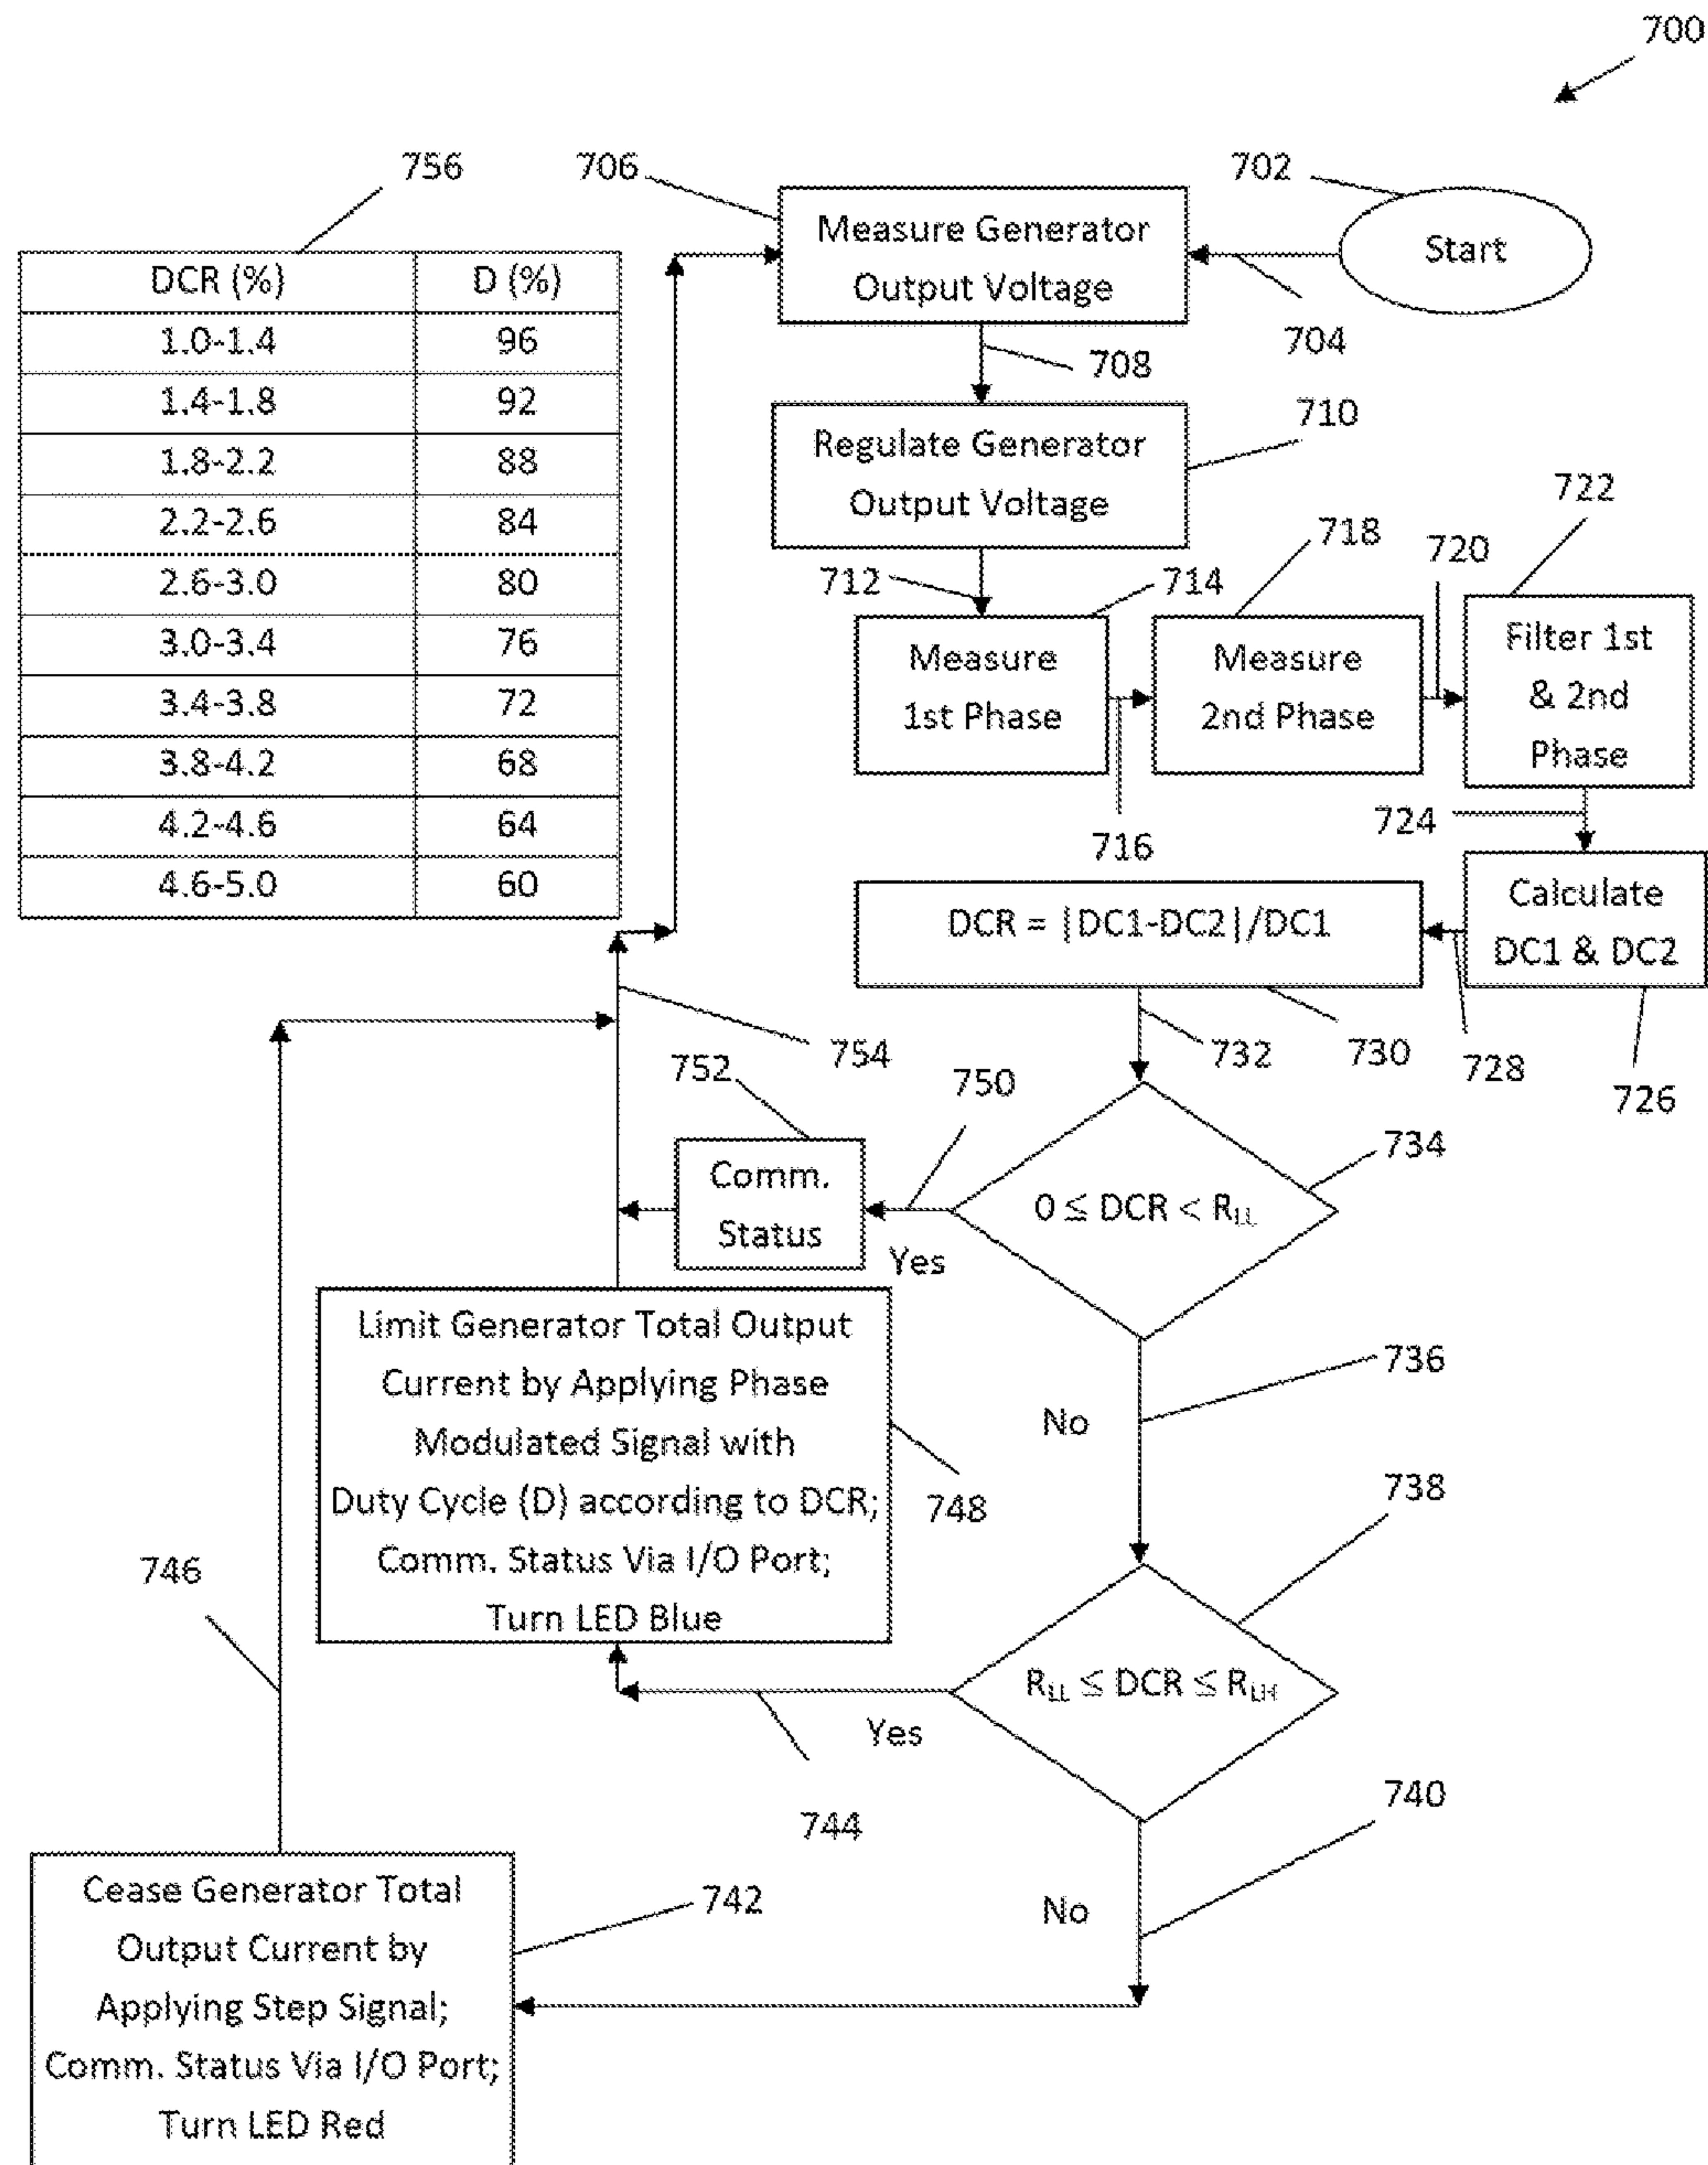 700
756
706
702
Measure Generator
Output Voltage
Start
704
708
DCR (%) D (%)
1.0-1.4 96
1.4-1.8 92
1.8-2.2 88
2.2-2.6 84
2.6-3.0 80
3.0-3.4 76
3.4-3.8 72
3.8-4.2 68
4.2-4.6 64
4.6-5.0 60
710
Regulate Generator
Output Voltage
712
714
718
720
722
Measure
1st Phase
Measure
2nd Phase
Filter 1st
& 2nd
Phase
716
724
DCR = |DC1-DC2|/DC1
Calculate
DC1 & DC2
754
732
730
728
726
752
750
734
Comm.
Status
Yes
0 ≤ DCR < RLL
736
No
Limit Generator Total Output
Current by Applying Phase
Modulated Signal with
Duty Cycle (D) according to DCR;
Comm. Status Via I/O Port;
Turn LED Blue
748
738
746
RLL ≤ DCR ≤ RLH
Yes
744
740
No
742
Cease Generator Total
Output Current by
Applying Step Signal;
Comm. Status Via I/O Port;
Turn LED Red